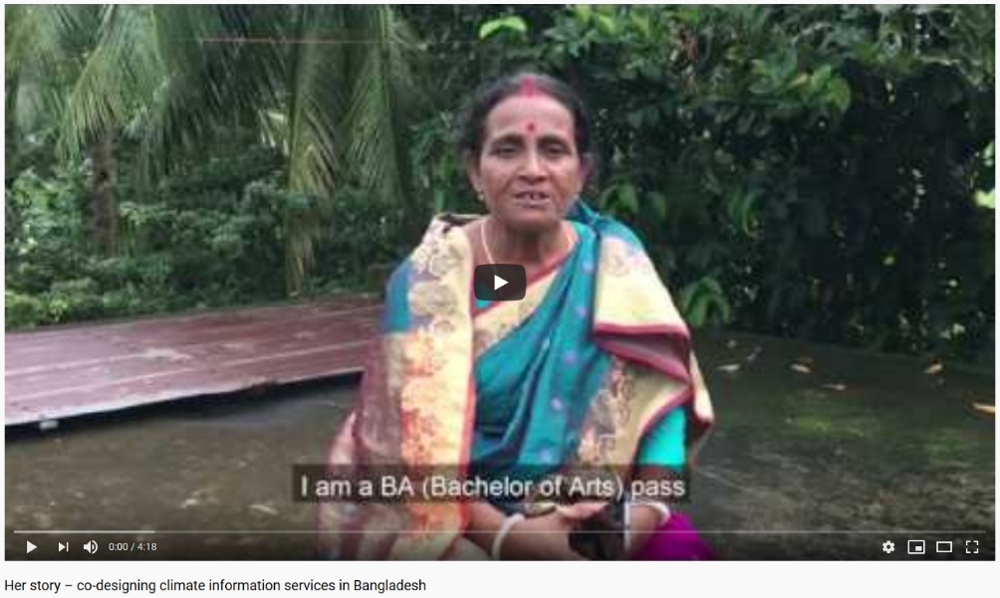 I am a BA (Bachelor of Arts) pass
0:00 / 4:18
Her story – co-designing climate information services in Bangladesh